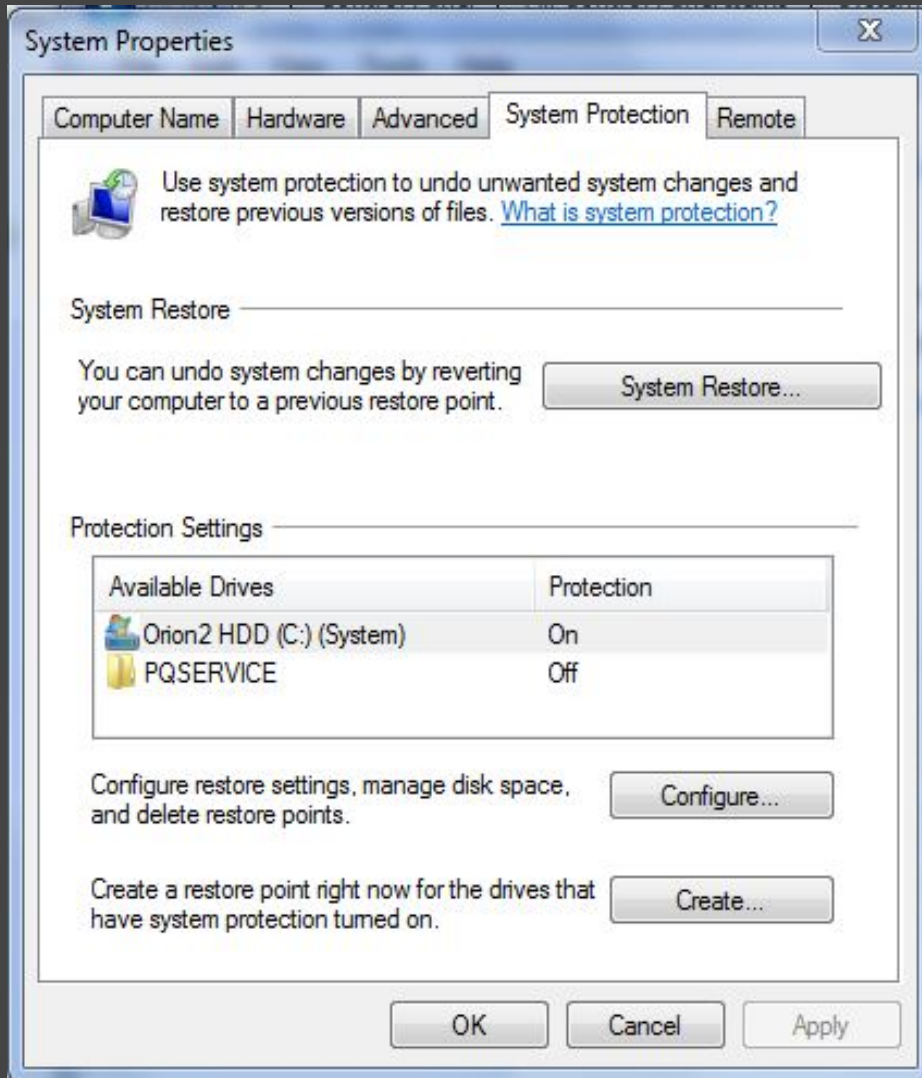 System Properties
X
Computer Name Hardware Advanced System Protection Remote
Use system protection to undo unwanted system changes and
restore previous versions of files. What is system protection?
System Restore
You can undo system changes by reverting
your computer to a previous restore point.
System Restore...
Protection Settings
Available Drives Protection
Orion2 HDD (C:) (System) On
PQSERVICE Off
Configure restore settings, manage disk space,
and delete restore points.
Configure...
Create a restore point right now for the drives that
have system protection turned on.
Create...
OK Cancel Apply